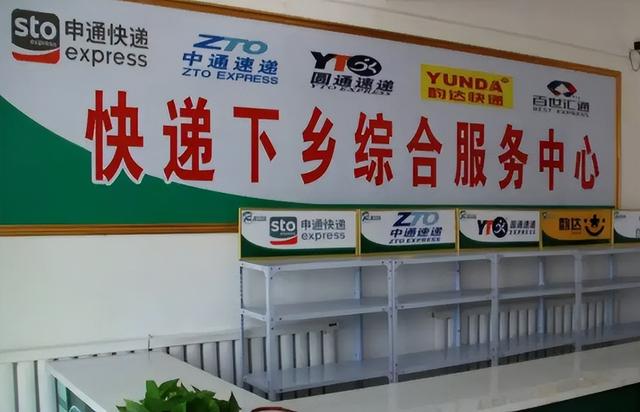 sto 申通快递 express
ZTO 中通速递 ZTO EXPRESS
YTO 圆通速递 YTO EXPRESS
YUNDA 韵达快递
百世汇通 BEST EXPRESS
快递下乡综合服务中心
sto 申通快递 express
ZTO 中通速递 ZTO EXPRESS
YTO 圆通速递 EXPRESS
韵达